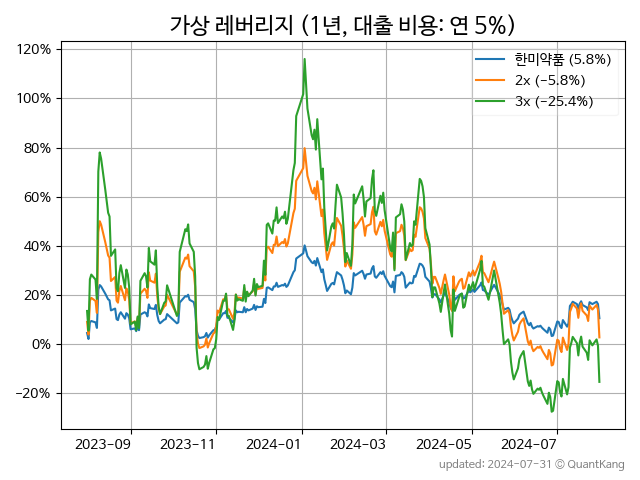 가상 레버리지 (1년, 대출 비용: 연 5%)
120%
100%
80%
60%
40%
20%
0%
−20%
한미약품 (5.8%)
2x (−5.8%)
3x (−25.4%)
2023-09
2023-11
2024-01
2024-03
2024-05
2024-07
updated: 2024-07-31 © QuantKang